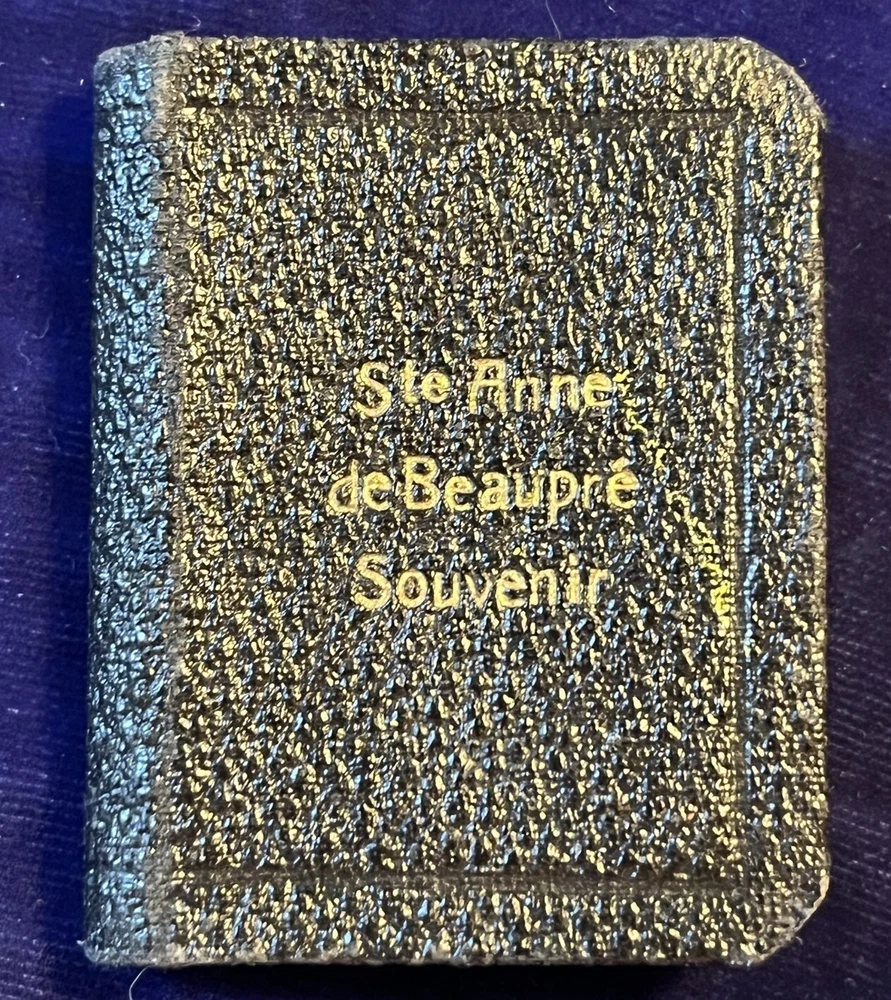 Ste Anne
de Beaupré
Souvenir